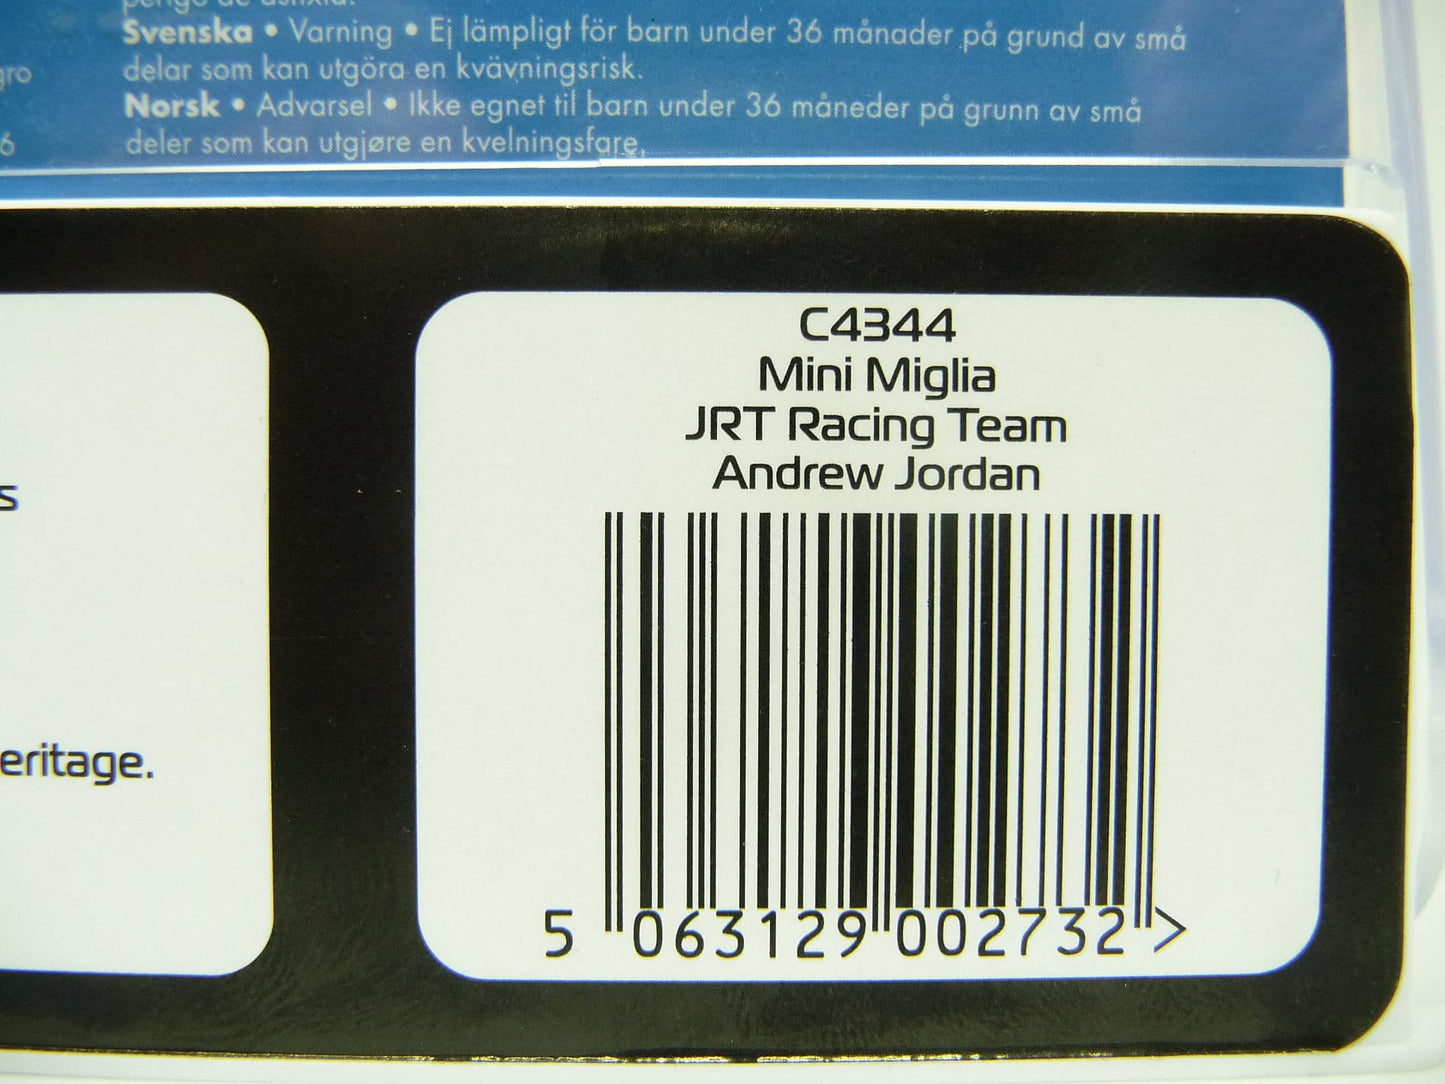 Svenska • Varning • Ej lämpligt för barn under 36 månader på grund av små
delar som kan utgöra en kvävningsrisk.
Norsk • Advarsel • Ikke egnet til barn under 36 måneder på grunn av små
deler som kan utgjøre en kvelningsfare.
gro
6
s
eritage.
C4344
Mini Miglia
JRT Racing Team
Andrew Jordan
5 063129 002732 >